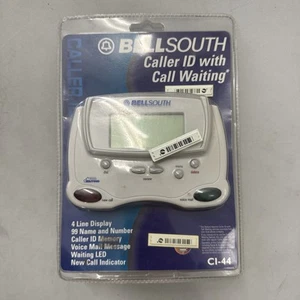 BELLSOUTH
Caller ID with
Call Waiting*
CALLER
BELLSOUTH
4 Line Display
99 Name and Number
Caller ID Memory
Voice Mail Message
Waiting LED
New Call Indicator
CI-44